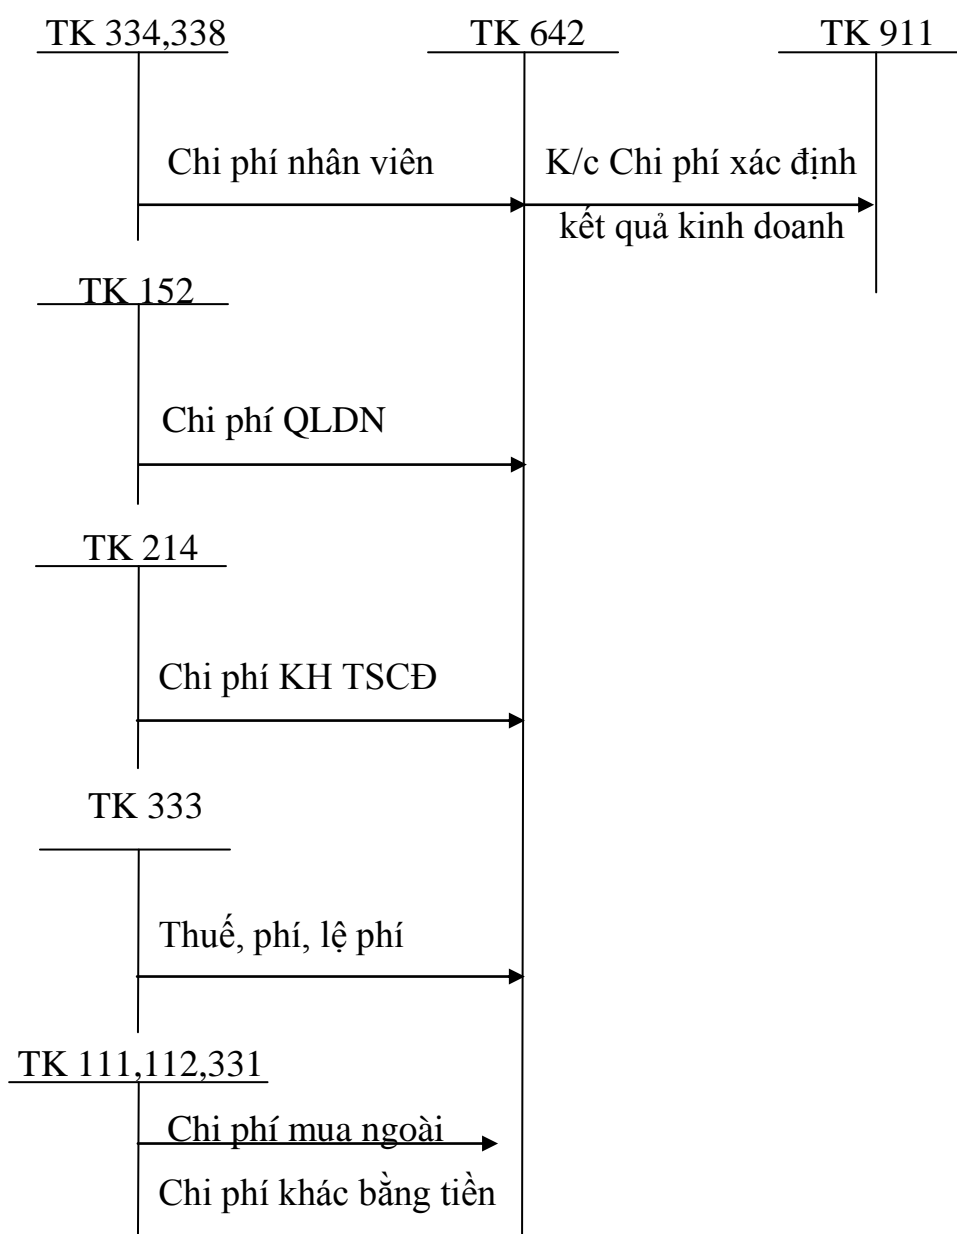 TK 334,338
TK 642
TK 911
Chi phí nhân viên
K/c Chi phí xác định
kết quả kinh doanh
TK 152
Chi phí QLDN
TK 214
Chi phí KH TSCĐ
TK 333
Thuế, phí, lệ phí
TK 111,112,331
Chi phí mua ngoài
Chi phí khác bằng tiền